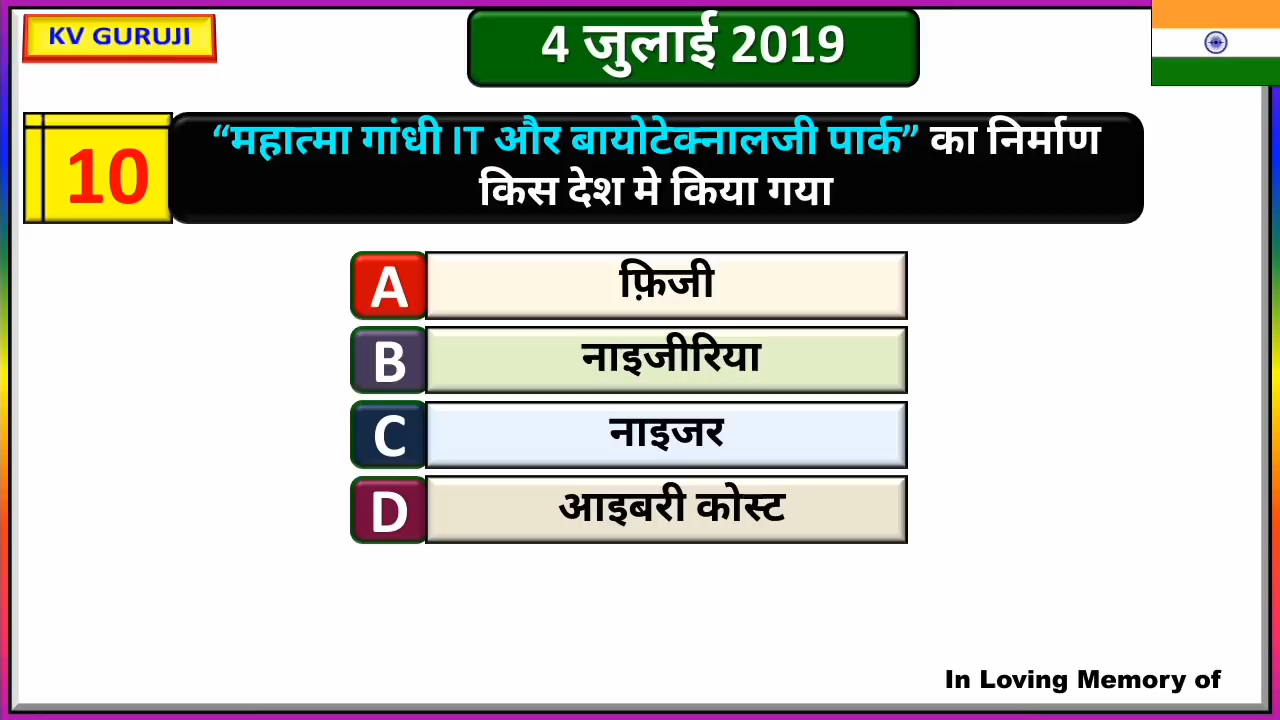 KV GURUJI
4 जुलाई 2019
10
“महात्मा गांधी IT और बायोटेक्नालजी पार्क” का निर्माण
किस देश मे किया गया
A फ़िजी
B नाइजीरिया
C नाइजर
D आइबरी कोस्ट
In Loving Memory of